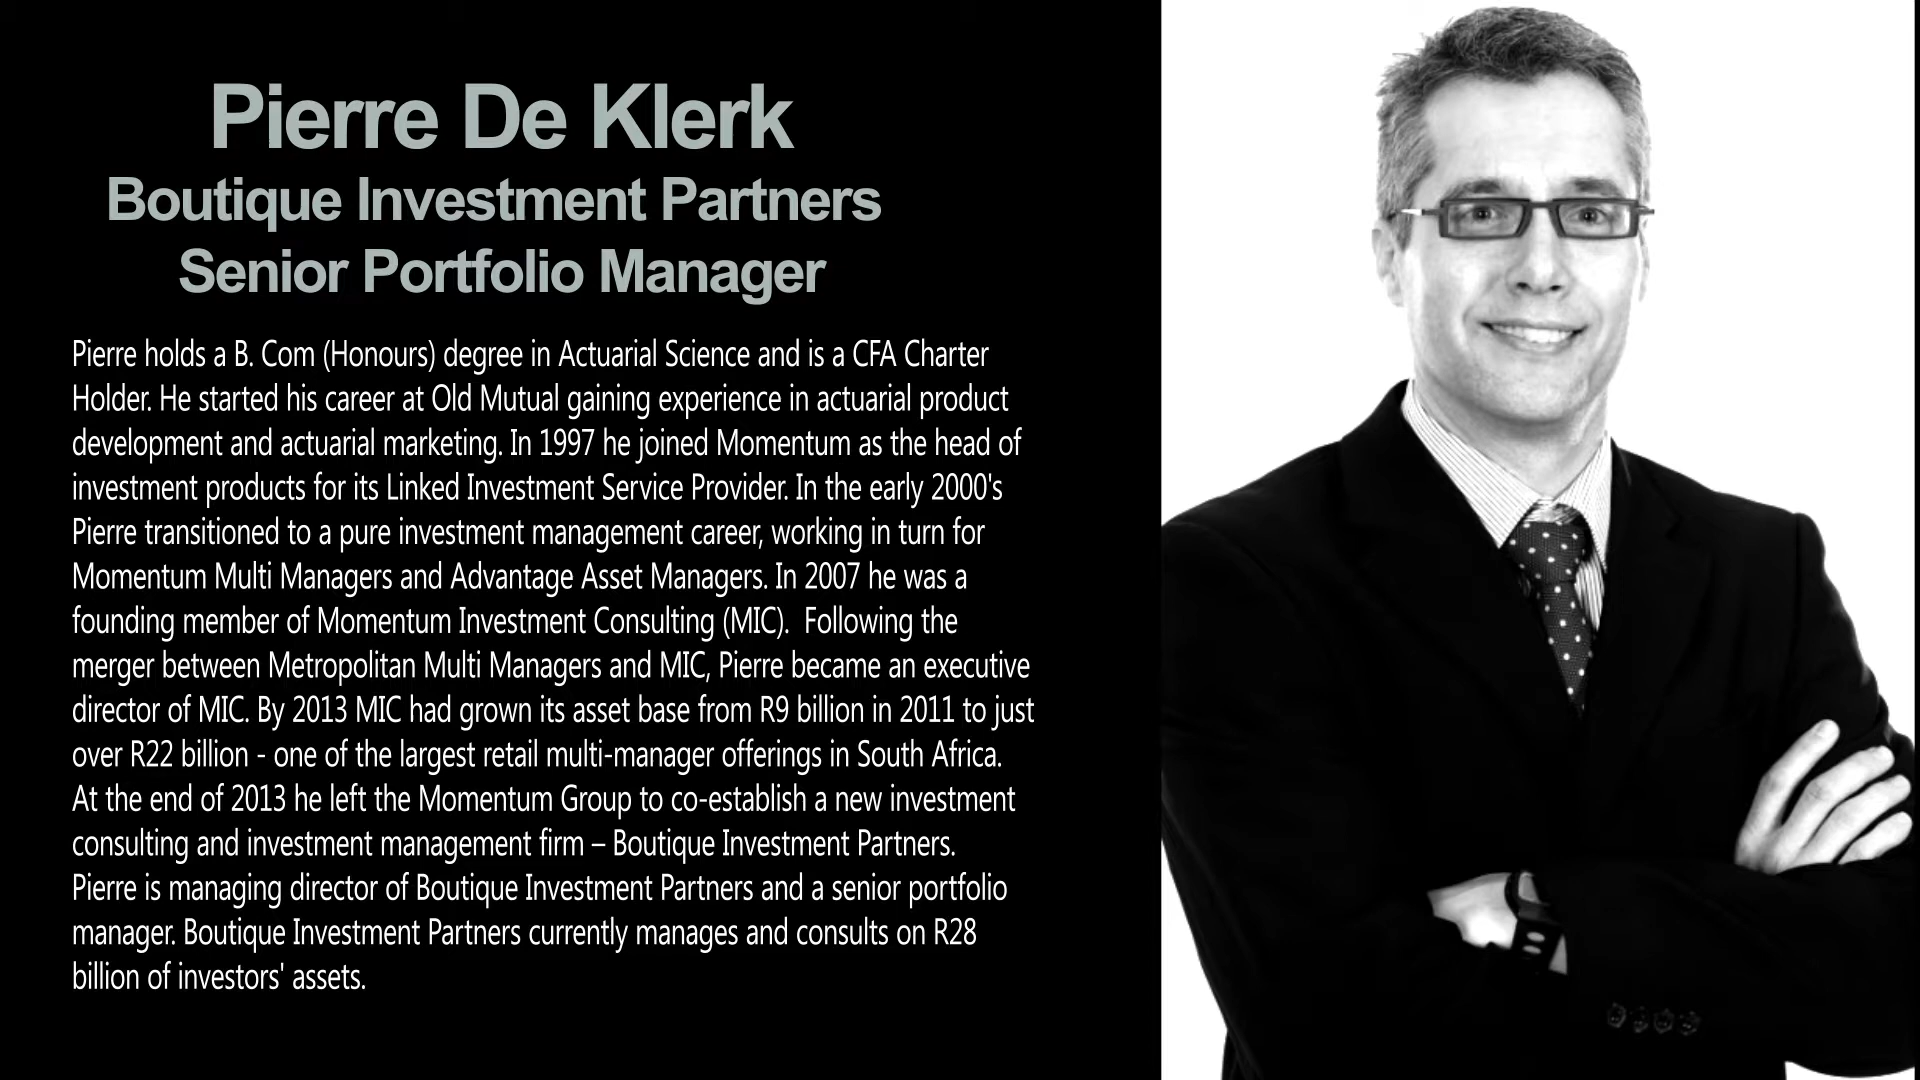 Pierre De Klerk
Boutique Investment Partners
Senior Portfolio Manager
Pierre holds a B. Com (Honours) degree in Actuarial Science and is a CFA Charter
Holder. He started his career at Old Mutual gaining experience in actuarial product
development and actuarial marketing. In 1997 he joined Momentum as the head of
investment products for its Linked Investment Service Provider. In the early 2000's
Pierre transitioned to a pure investment management career, working in turn for
Momentum Multi Managers and Advantage Asset Managers. In 2007 he was a
founding member of Momentum Investment Consulting (MIC).  Following the
merger between Metropolitan Multi Managers and MIC, Pierre became an executive
director of MIC. By 2013 MIC had grown its asset base from R9 billion in 2011 to just
over R22 billion - one of the largest retail multi-manager offerings in South Africa.
At the end of 2013 he left the Momentum Group to co-establish a new investment
consulting and investment management firm – Boutique Investment Partners.
Pierre is managing director of Boutique Investment Partners and a senior portfolio
manager. Boutique Investment Partners currently manages and consults on R28
billion of investors' assets.